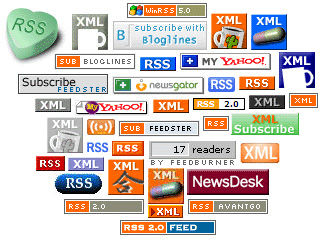 RSS
XML
WinRSS 5.0
B subscribe with Bloglines
XML
XML
SUB BLOGLINES
RSS
+ MY YAHOO!
XML
Subscribe
FEEDSTER
+ newsgator
RSS
RSS
XML
MY YAHOO!
XML
RSS 2.0
XML
XML
XML
SUB FEEDSTER
RSS
RSS
XML
Subscribe
RSS
RSS
17 readers
BY FEEDBURNER
XML
RSS
XML
RSS
XML
XML
NewsDesk
RSS 2.0
XML
RSS AVANTGO
RSS 2.0 FEED